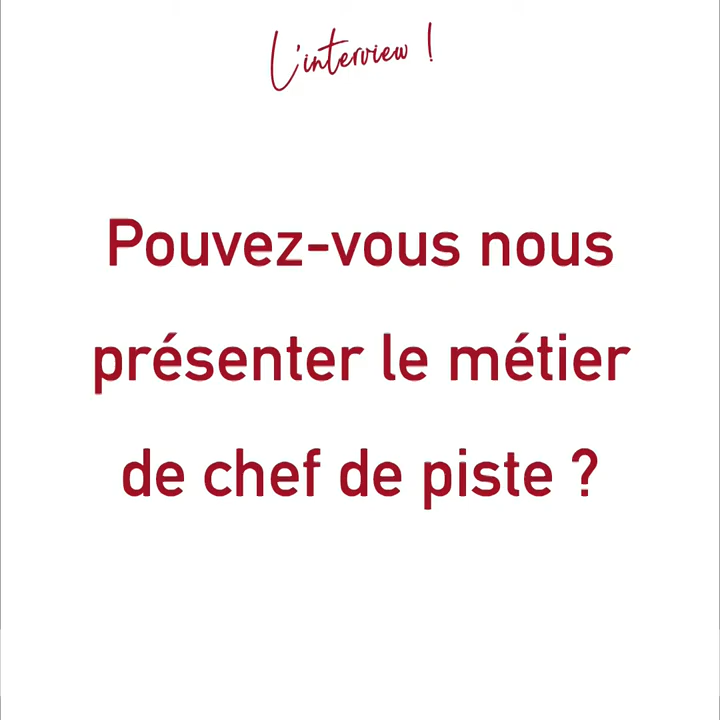 L'interview !
Pouvez-vous nous
présenter le métier
de chef de piste ?